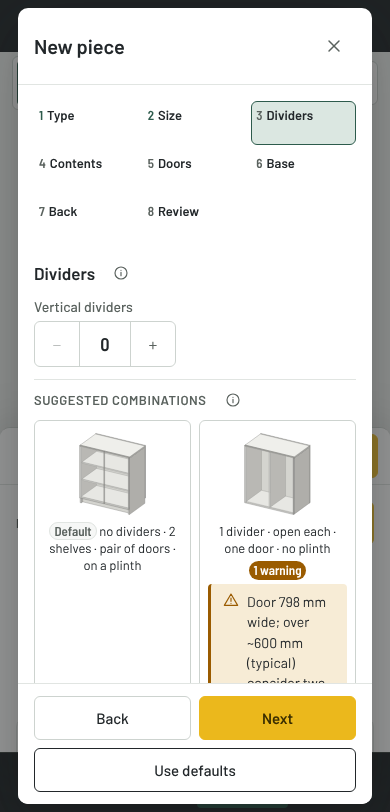 New piece
1 Type
2 Size
3 Dividers
4 Contents
5 Doors
6 Base
7 Back
8 Review
Dividers
Vertical dividers
− 0 +
SUGGESTED COMBINATIONS
Default no dividers · 2
shelves · pair of doors ·
on a plinth
1 divider · open each ·
one door · no plinth
1 warning
Door 798 mm
wide; over
~600 mm
(typical)
consider two
Back
Next
Use defaults